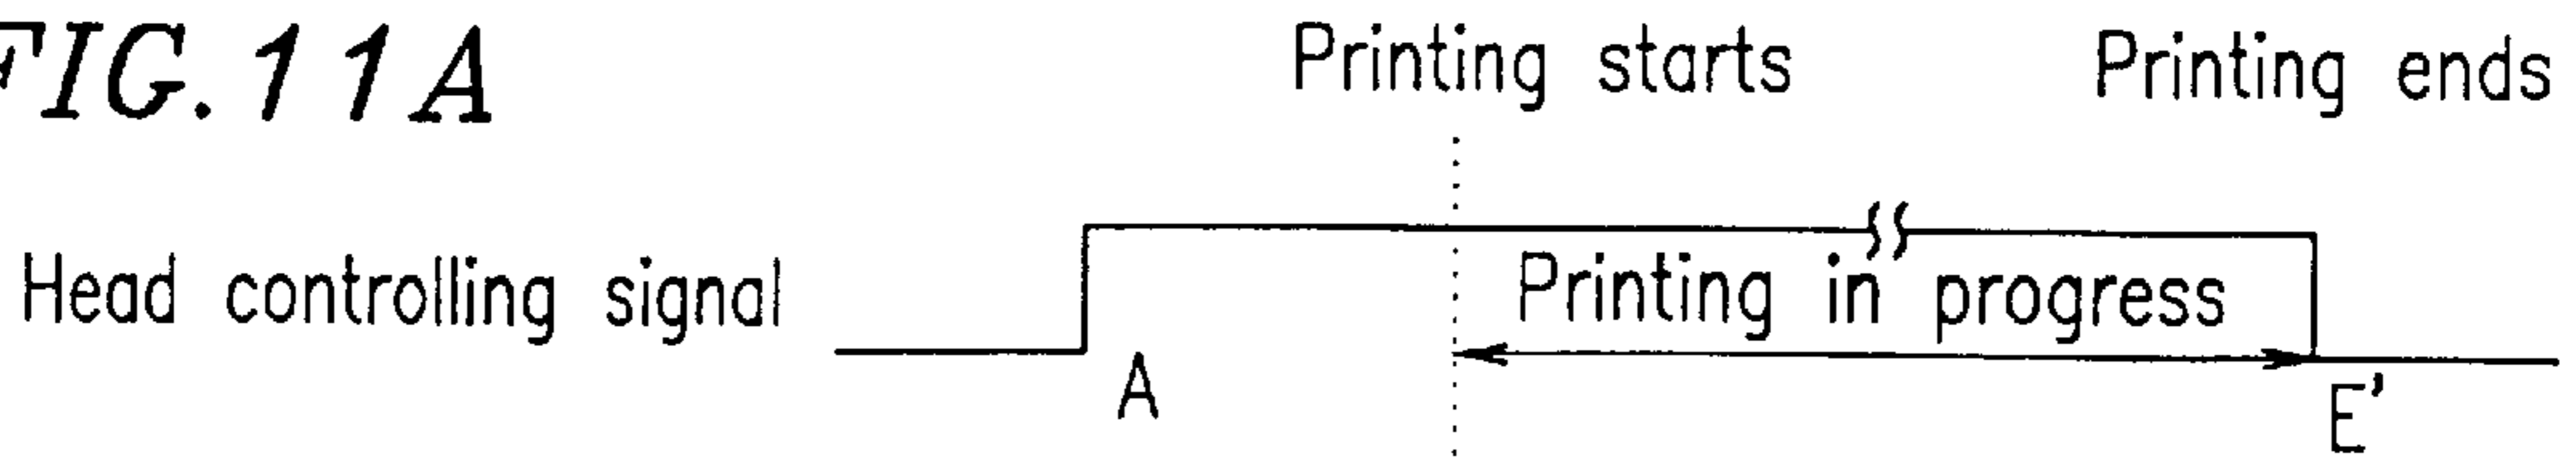 FIG. 11A
Printing starts Printing ends
Head controlling signal
Printing in progress
A
E'